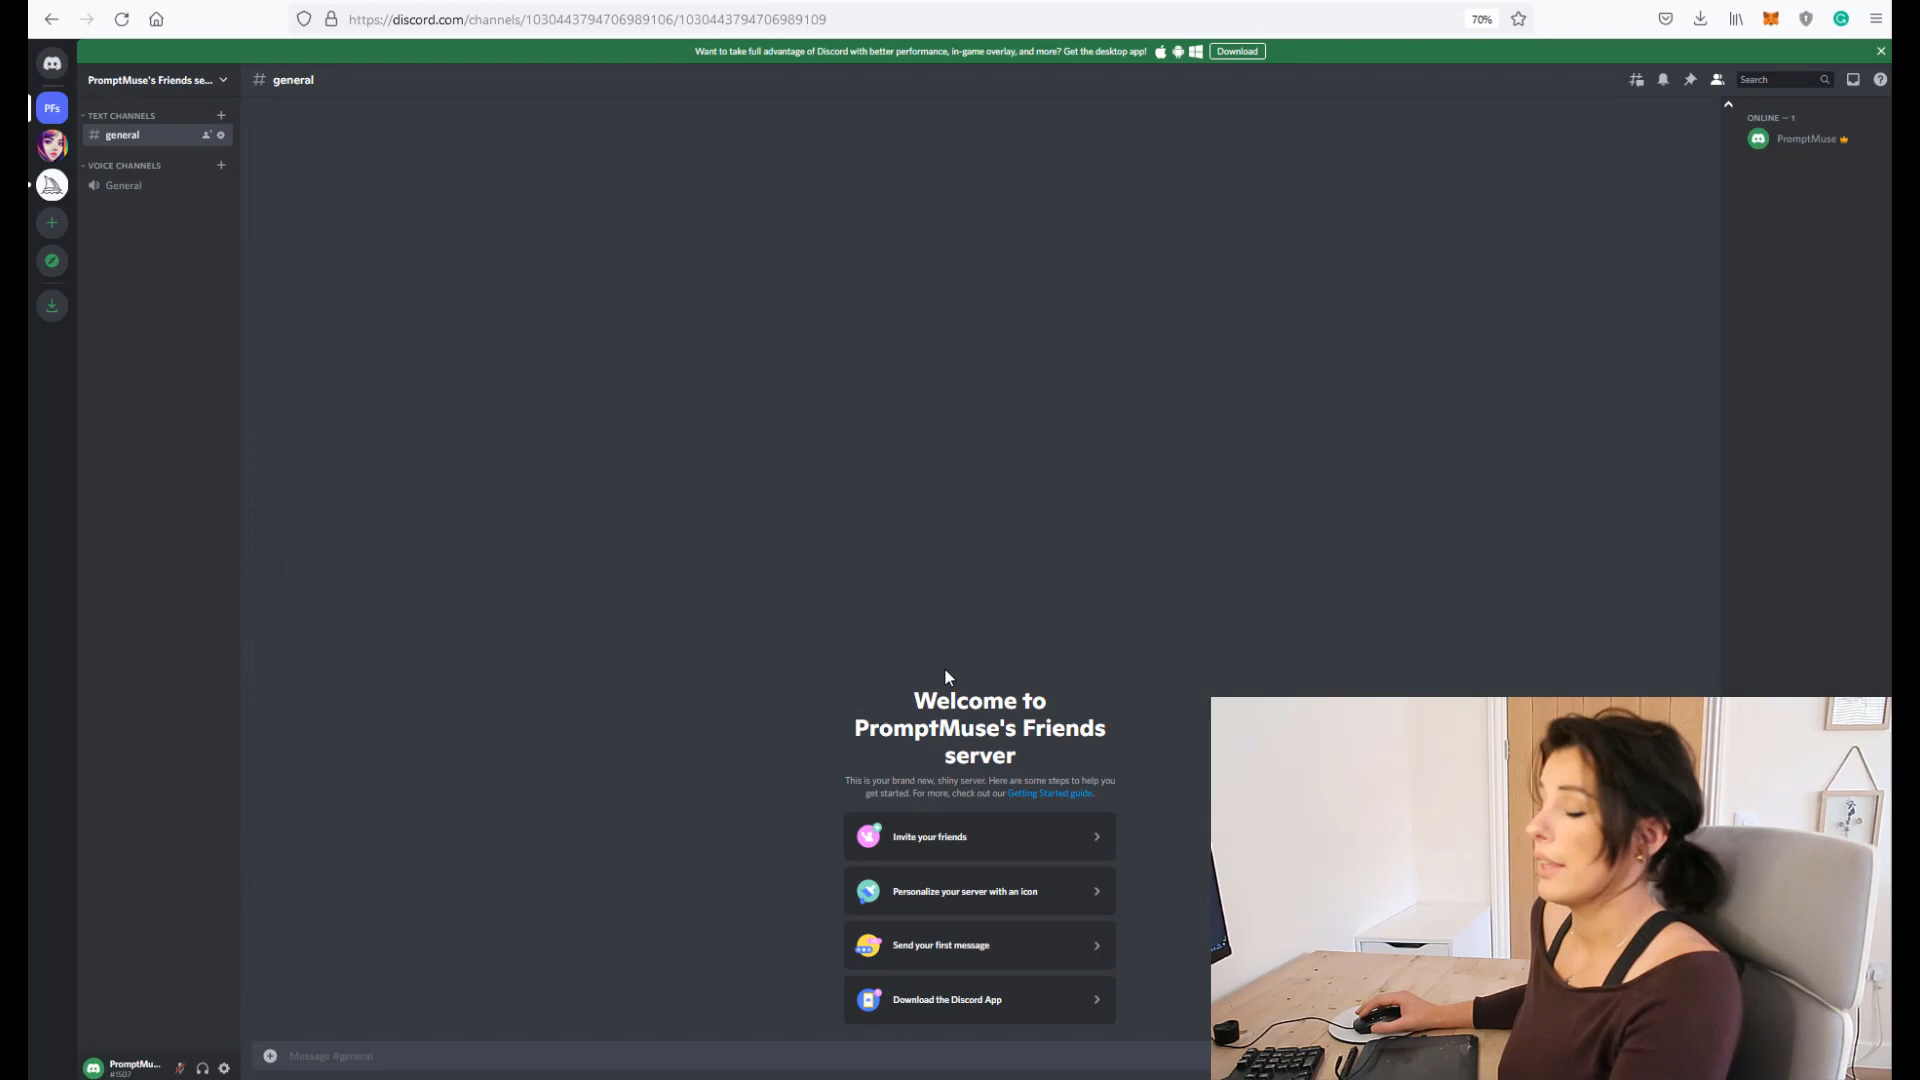 https://discord.com/channels/1030443794706989106/1030443794706989109
70%
Want to take full advantage of Discord with better performance, in-game overlay, and more? Get the desktop app!
Download
PromptMuse's Friends se...
general
Search
TEXT CHANNELS
general
VOICE CHANNELS
General
PFs
ONLINE — 1
PromptMuse
Welcome to
PromptMuse's Friends
server
This is your brand new, shiny server. Here are some steps to help you
get started. For more, check out our Getting Started guide.
Invite your friends
Personalize your server with an icon
Send your first message
Download the Discord App
Message #general
PromptMu...
#1507